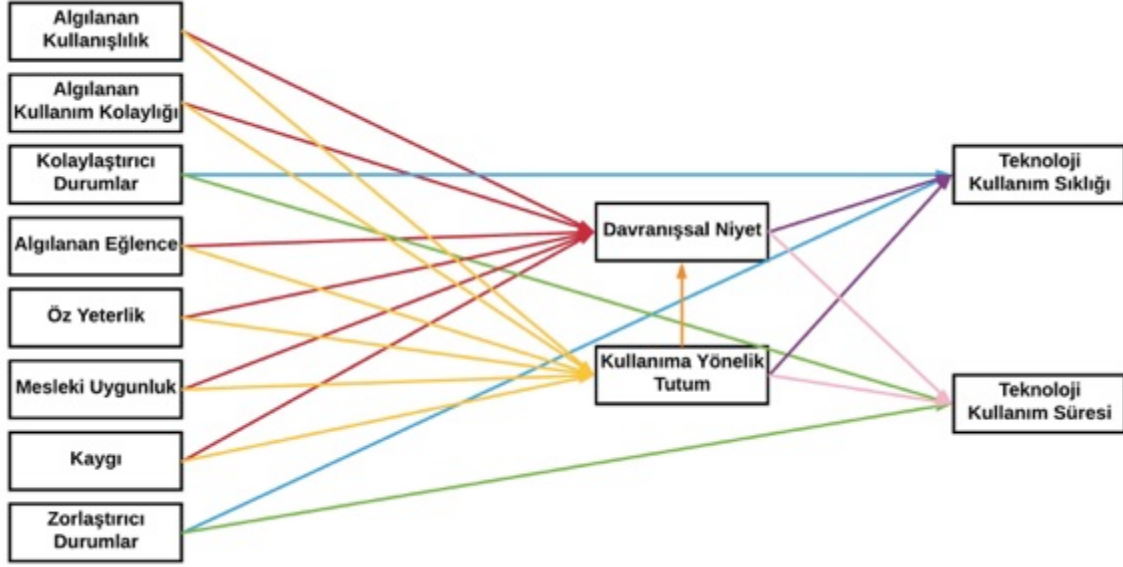 Algılanan
Kullanışlılık
Algılanan
Kullanım Kolaylığı
Kolaylaştırıcı
Durumlar
Algılanan Eğlence
Öz Yeterlik
Mesleki Uygunluk
Kaygı
Zorlaştırıcı
Durumlar
Davranışsal Niyet
Kullanıma Yönelik
Tutum
Teknoloji
Kullanım Sıklığı
Teknoloji
Kullanım Süresi